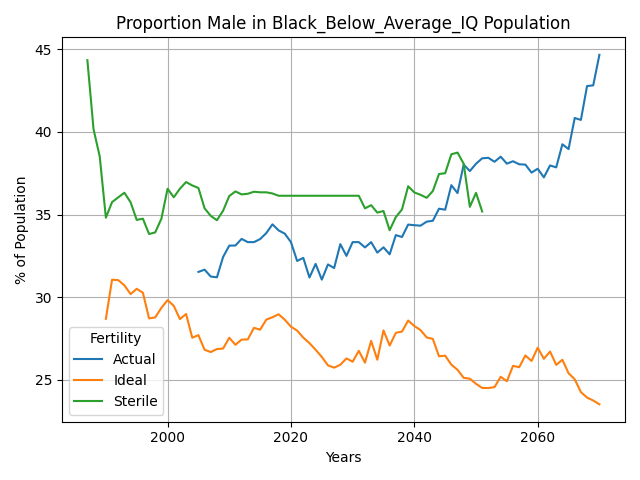 Proportion Male in Black_Below_Average_IQ Population
% of Population
45
40
35
30
25
Fertility
Actual
Ideal
Sterile
2000
2020
2040
2060
Years